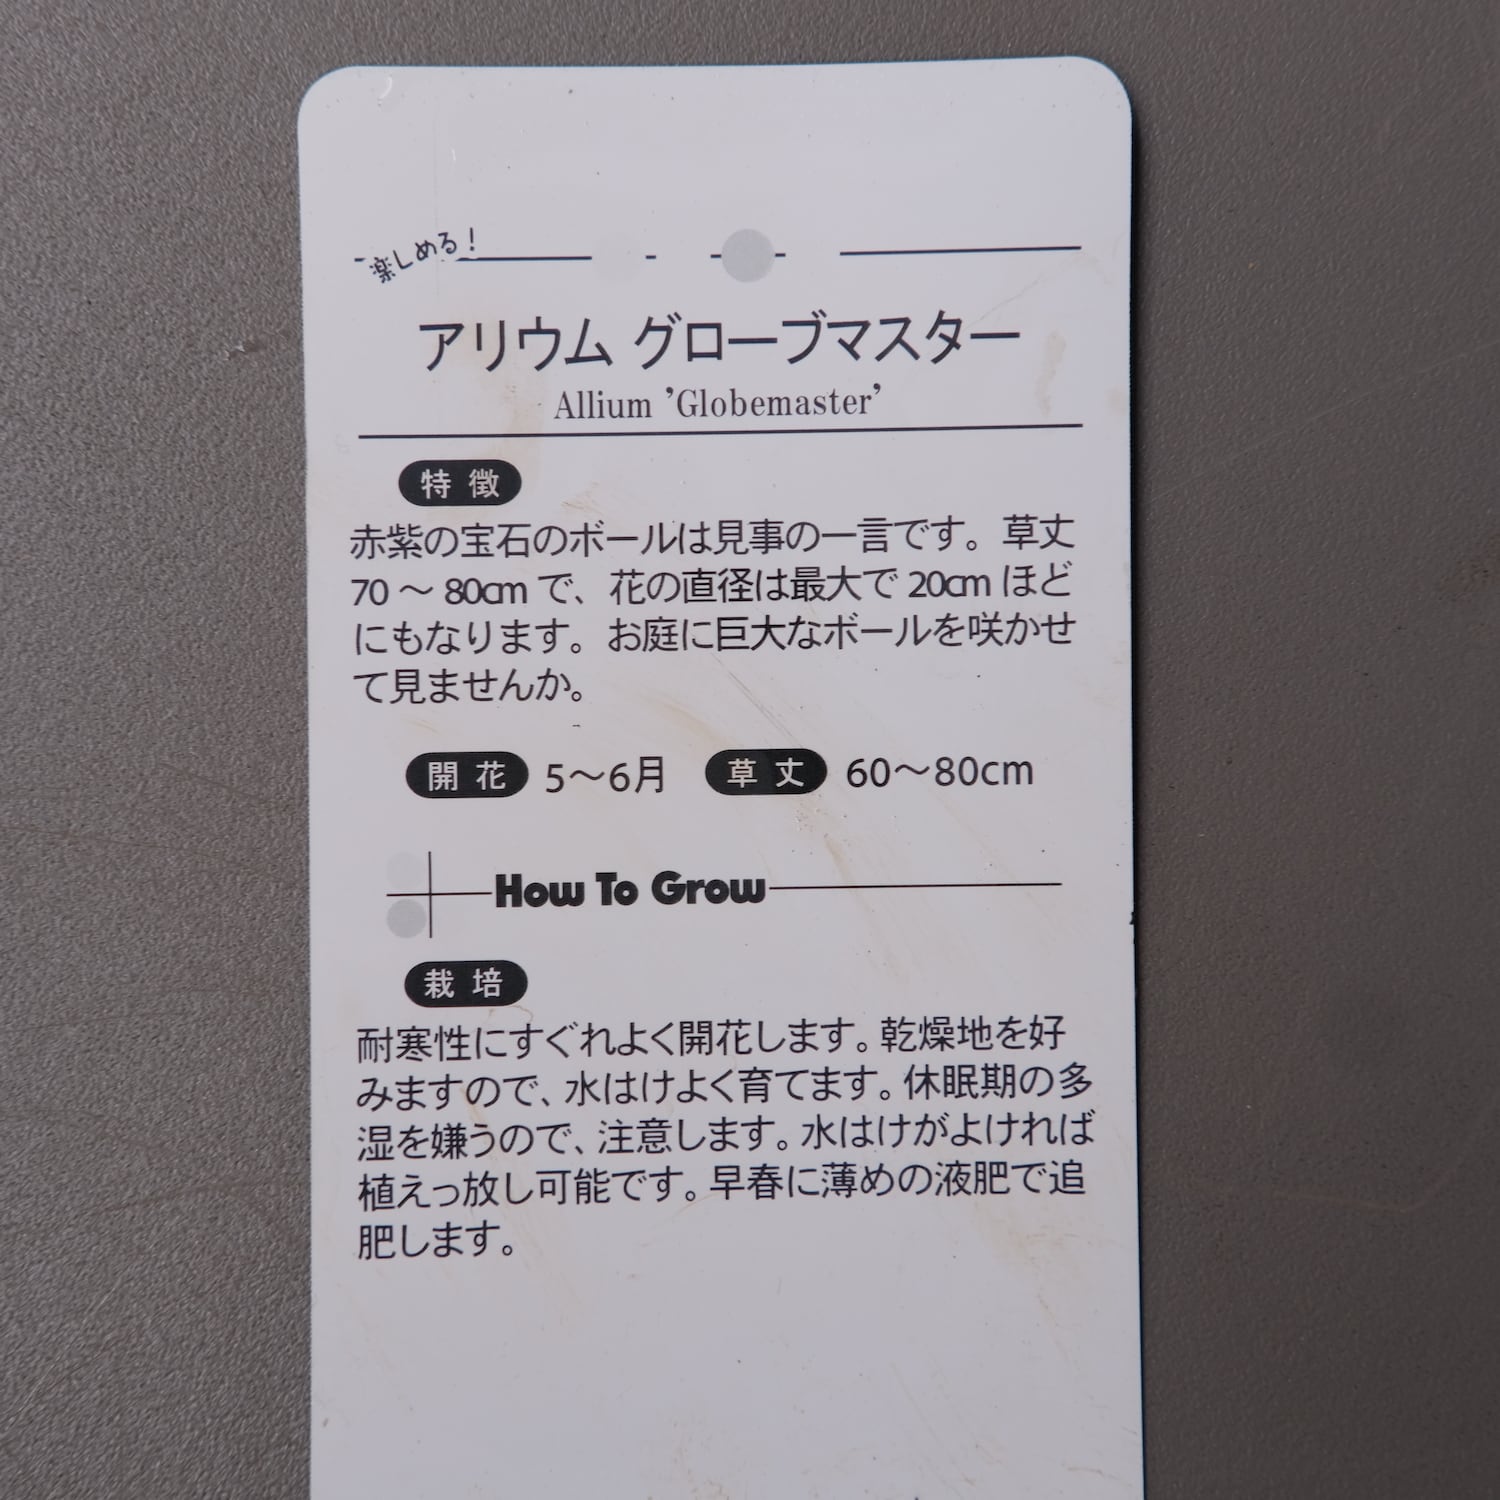 楽しめる!
アリウム グローブマスター
Allium ’Globemaster’
特徴
赤紫の宝石のボールは見事の一言です。草丈
70～80cmで、花の直径は最大で20cmほど
にもなります。お庭に巨大なボールを咲かせ
て見ませんか。
開花 5～6月 草丈 60～80cm
How To Grow
栽培
耐寒性にすぐれよく開花します。乾燥地を好
みますので、水はけよく育てます。休眠期の多
湿を嫌うので、注意します。水はけがよければ
植えっ放し可能です。早春に薄めの液肥で追
肥します。